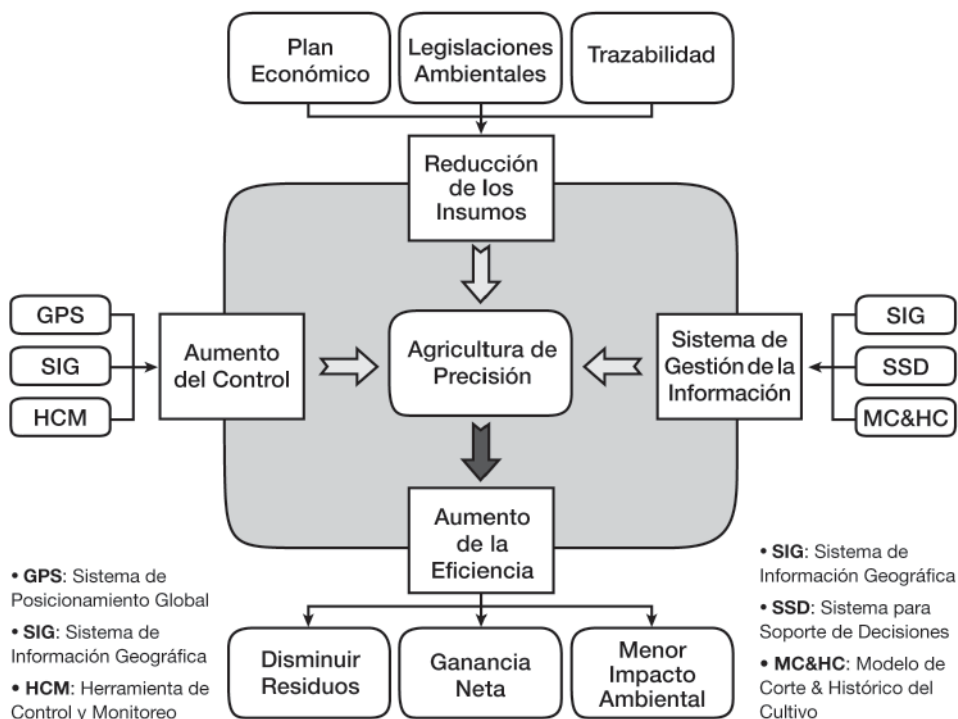 Plan
Económico
Legislaciones
Ambientales
Trazabilidad
Reducción
de los
Insumos
GPS
SIG
HCM
Aumento
del Control
Agricultura de
Precisión
Sistema de
Gestión de la
Información
SIG
SSD
MC&HC
Aumento
de la
Eficiencia
Disminuir
Residuos
Ganancia
Neta
Menor
Impacto
Ambiental
• GPS: Sistema de
Posicionamiento Global
• SIG: Sistema de
Información Geográfica
• HCM: Herramienta de
Control y Monitoreo
• SIG: Sistema de
Información Geográfica
• SSD: Sistema para
Soporte de Decisiones
• MC&HC: Modelo de
Corte & Histórico del
Cultivo